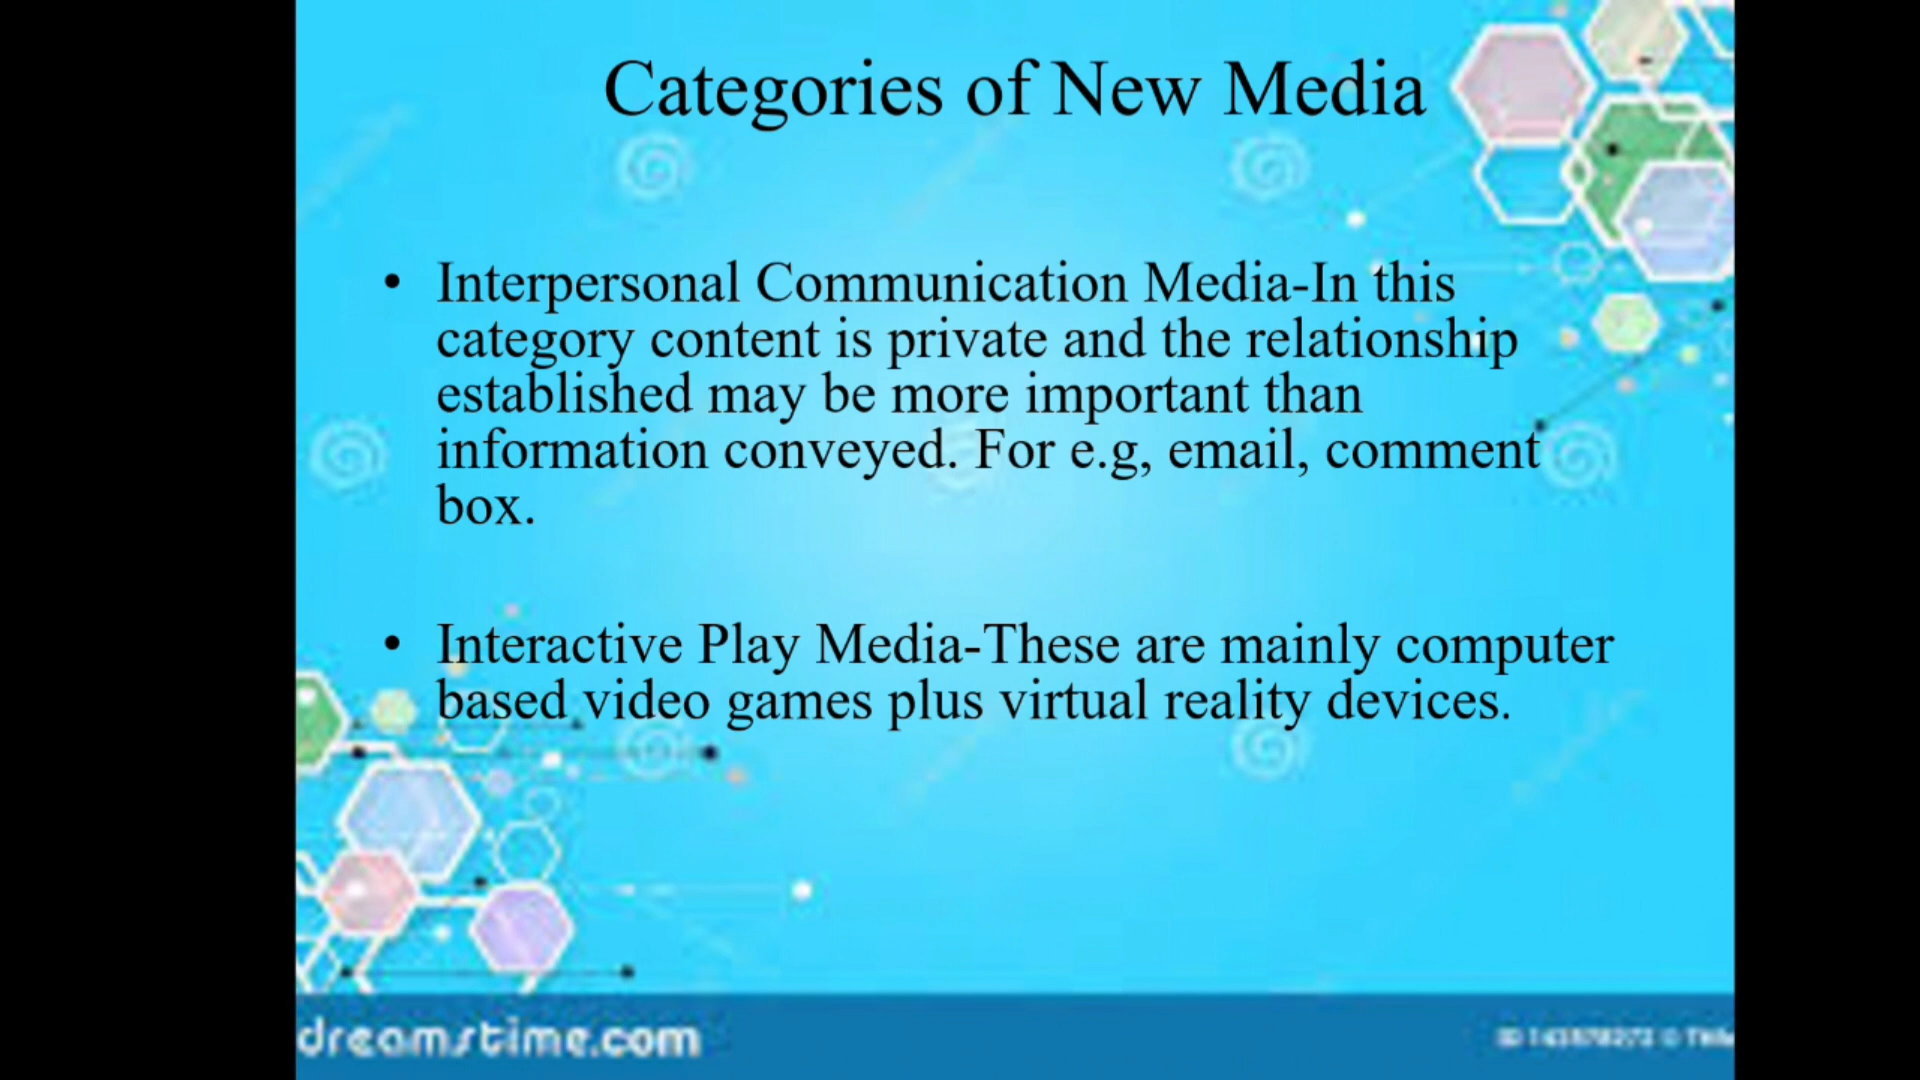 Categories of New Media
• Interpersonal Communication Media-In this
category content is private and the relationship
established may be more important than
information conveyed. For e.g, email, comment
box.
• Interactive Play Media-These are mainly computer
based video games plus virtual reality devices.
dreamstime.com